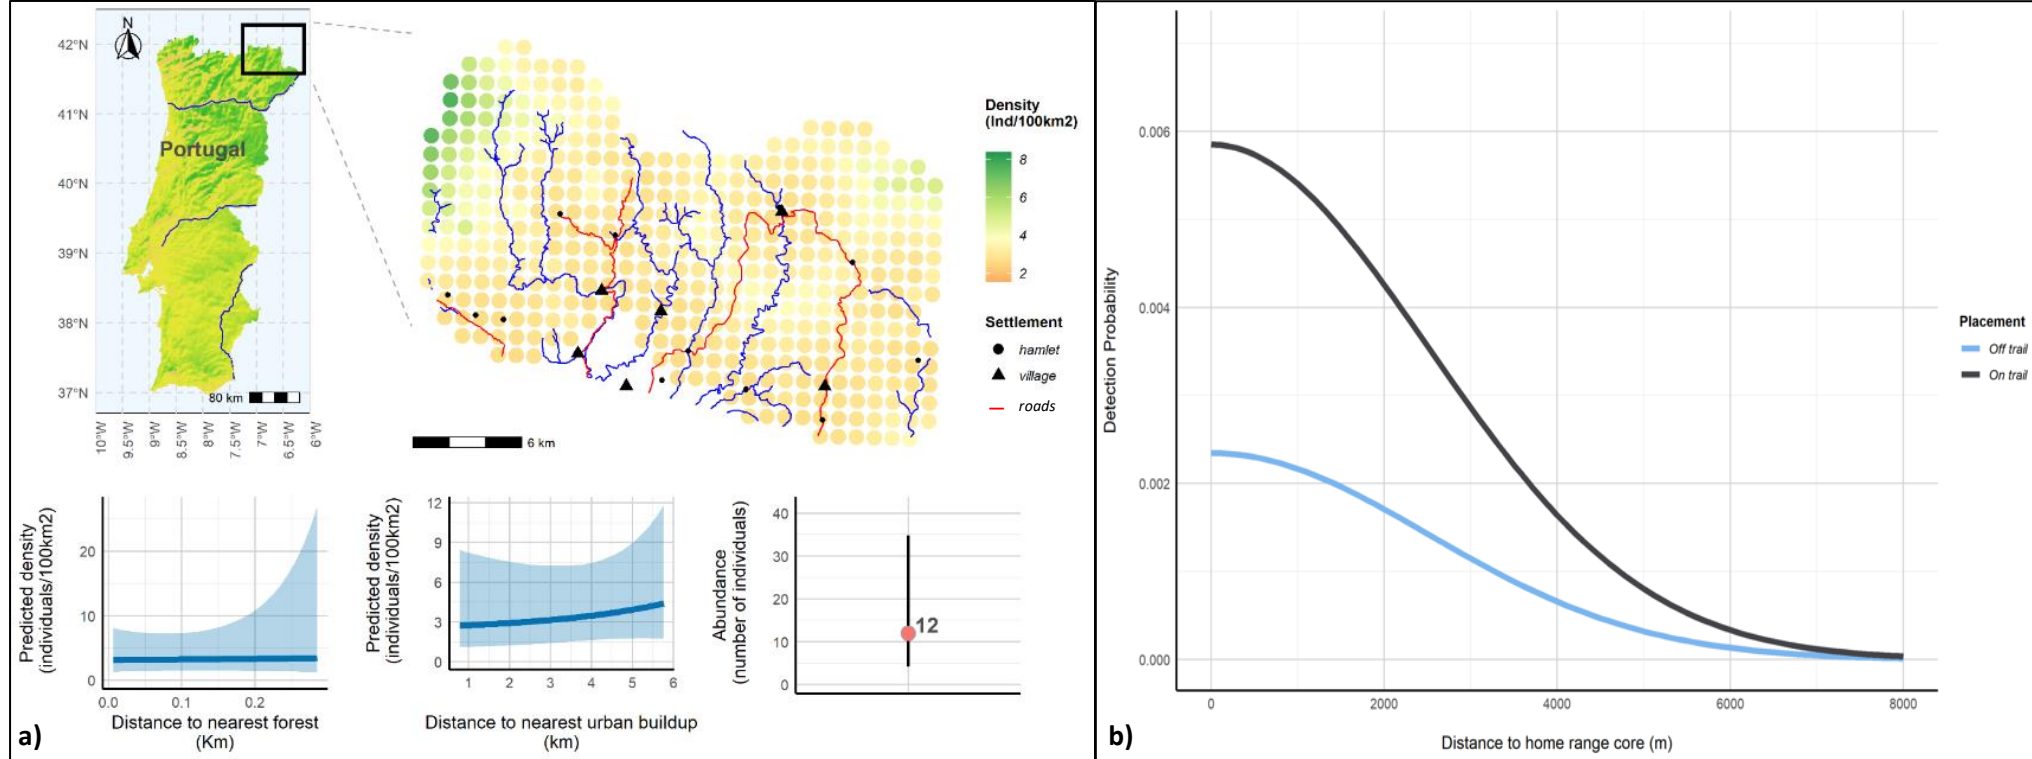 N
42°N
41°N
40°N
39°N
38°N
37°N
Portugal
80 km
10°W
9.5°W
9°W
8.5°W
8°W
7.5°W
7°W
6.5°W
6°W
6 km
Density
(Ind/100km2)
8
6
4
2
Settlement
hamlet
village
roads
Predicted density
(individuals/100km2)
20
10
0
0.0 0.1 0.2
Distance to nearest forest
(Km)
Predicted density
(individuals/100km2)
12
9
6
3
0
1 2 3 4 5 6
Distance to nearest urban buildup
(km)
Abundance
(number of individuals)
40
30
20
10
0
12
a)
Detection Probability
0.006
0.004
0.002
0.000
0 2000 4000 6000 8000
Distance to home range core (m)
Placement
Off trail
On trail
b)